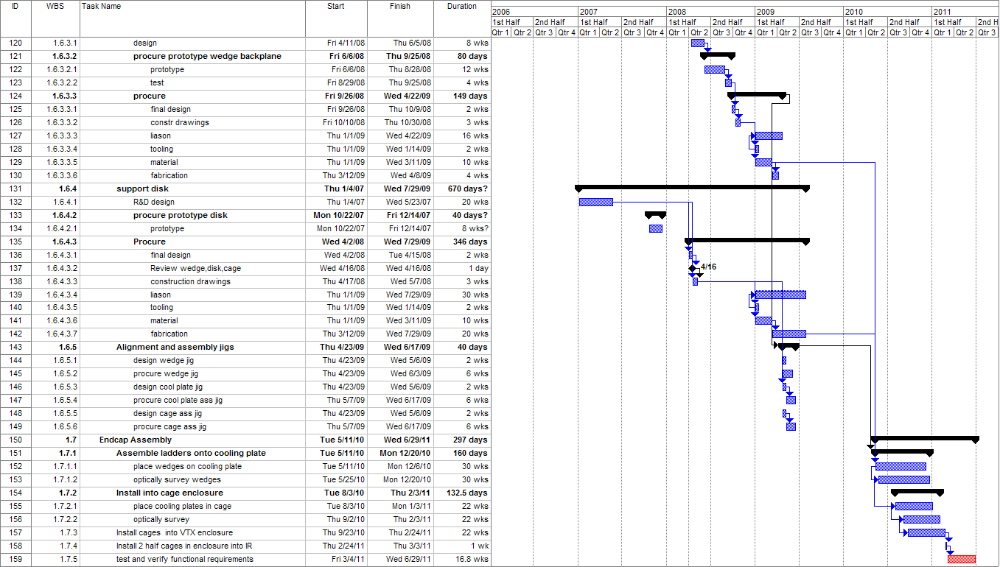 ID WBS Task Name Start Finish Duration
2006 2007 2008 2009 2010 2011
1st Half 2nd Half 1st Half 2nd Half 1st Half 2nd Half 1st Half 2nd Half 1st Half 2nd Half 1st Half 2nd H
Qtr 1 Qtr 2 Qtr 3 Qtr 4 Qtr 1 Qtr 2 Qtr 3 Qtr 4 Qtr 1 Qtr 2 Qtr 3 Qtr 4 Qtr 1 Qtr 2 Qtr 3 Qtr 4 Qtr 1 Qtr 2 Qtr 3 Qtr 4 Qtr 1 Qtr 2 Qtr 3
120 1.6.3.1 design Fri 4/11/08 Thu 6/5/08 8 wks
121 1.6.3.2 procure prototype wedge backplane Fri 6/6/08 Thu 9/25/08 80 days
122 1.6.3.2.1 prototype Fri 6/6/08 Thu 8/28/08 12 wks
123 1.6.3.2.2 test Fri 8/29/08 Thu 9/25/08 4 wks
124 1.6.3.3 procure Fri 9/26/08 Wed 4/22/09 149 days
125 1.6.3.3.1 final design Fri 9/26/08 Thu 10/9/08 2 wks
126 1.6.3.3.2 constr drawings Fri 10/10/08 Thu 10/30/08 3 wks
127 1.6.3.3.3 liason Thu 1/1/09 Wed 4/22/09 16 wks
128 1.6.3.3.4 tooling Thu 1/1/09 Wed 1/14/09 2 wks
129 1.6.3.3.5 material Thu 1/1/09 Wed 3/11/09 10 wks
130 1.6.3.3.6 fabrication Thu 3/12/09 Wed 4/8/09 4 wks
131 1.6.4 support disk Thu 1/4/07 Wed 7/29/09 670 days?
132 1.6.4.1 R&D design Thu 1/4/07 Wed 5/23/07 20 wks
133 1.6.4.2 procure prototype disk Mon 10/22/07 Fri 12/14/07 40 days?
134 1.6.4.2.1 prototype Mon 10/22/07 Fri 12/14/07 8 wks?
135 1.6.4.3 Procure Wed 4/2/08 Wed 7/29/09 346 days
136 1.6.4.3.1 final design Wed 4/2/08 Tue 4/15/08 2 wks
137 1.6.4.3.2 Review wedge,disk,cage Wed 4/16/08 Wed 4/16/08 1 day 4/16
138 1.6.4.3.3 construction drawings Thu 4/17/08 Wed 5/7/08 3 wks
139 1.6.4.3.4 liason Thu 1/1/09 Wed 7/29/09 30 wks
140 1.6.4.3.5 tooling Thu 1/1/09 Wed 1/14/09 2 wks
141 1.6.4.3.6 material Thu 1/1/09 Wed 3/11/09 10 wks
142 1.6.4.3.7 fabrication Thu 3/12/09 Wed 7/29/09 20 wks
143 1.6.5 Alignment and assembly jigs Thu 4/23/09 Wed 6/17/09 40 days
144 1.6.5.1 design wedge jig Thu 4/23/09 Wed 5/6/09 2 wks
145 1.6.5.2 procure wedge jig Thu 4/23/09 Wed 6/3/09 6 wks
146 1.6.5.3 design cool plate jig Thu 4/23/09 Wed 5/6/09 2 wks
147 1.6.5.4 procure cool plate ass jig Thu 5/7/09 Wed 6/17/09 6 wks
148 1.6.5.5 design cage ass jig Thu 4/23/09 Wed 5/6/09 2 wks
149 1.6.5.6 procure cage ass jig Thu 5/7/09 Wed 6/17/09 6 wks
150 1.7 Endcap Assembly Tue 5/11/10 Wed 6/29/11 297 days
151 1.7.1 Assemble ladders onto cooling plate Tue 5/11/10 Mon 12/20/10 160 days
152 1.7.1.1 place wedges on cooling plate Tue 5/11/10 Mon 12/6/10 30 wks
153 1.7.1.2 optically survey wedges Tue 5/25/10 Mon 12/20/10 30 wks
154 1.7.2 Install into cage enclosure Tue 8/3/10 Thu 2/3/11 132.5 days
155 1.7.2.1 place cooling plates in cage Tue 8/3/10 Mon 1/3/11 22 wks
156 1.7.2.2 optically survey Thu 9/2/10 Thu 2/3/11 22 wks
157 1.7.3 Install cages into VTX enclosure Thu 9/23/10 Thu 2/24/11 22 wks
158 1.7.4 Install 2 half cages in enclosure into IR Thu 2/24/11 Thu 3/3/11 1 wk
159 1.7.5 test and verify functional requirements Fri 3/4/11 Wed 6/29/11 16.8 wks